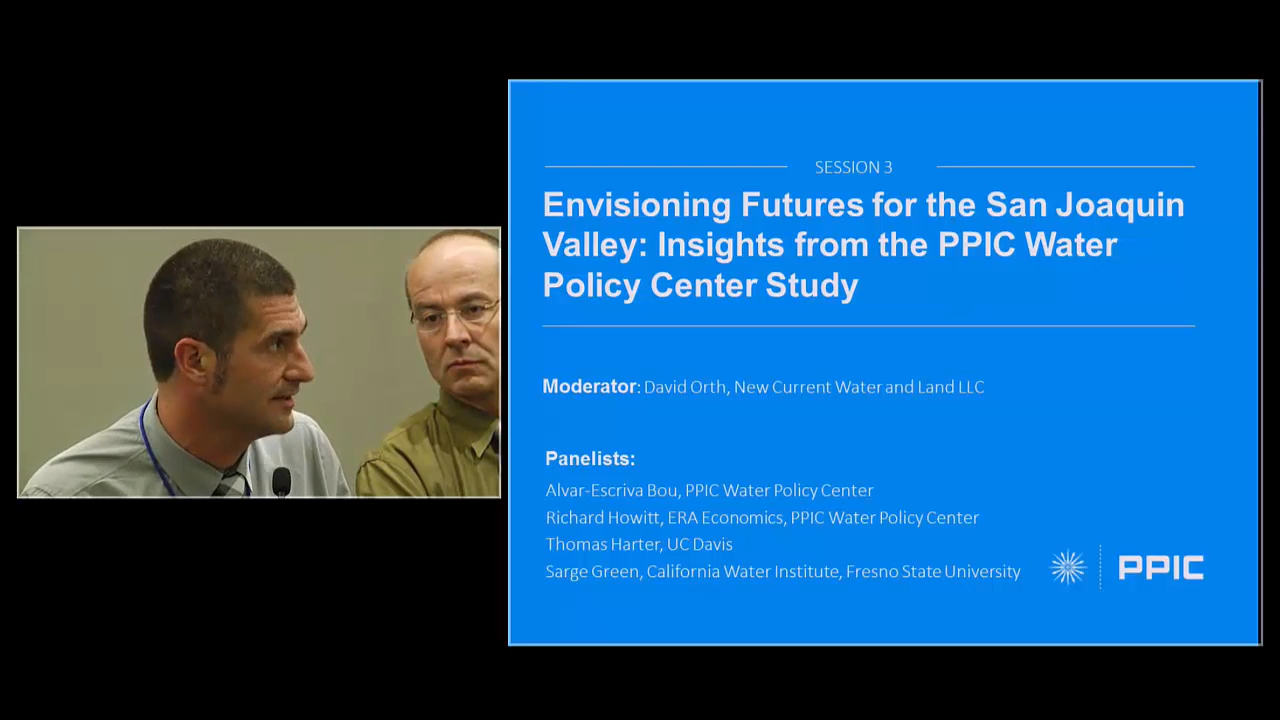 SESSION 3
Envisioning Futures for the San Joaquin
Valley: Insights from the PPIC Water
Policy Center Study
Moderator: David Orth, New Current Water and Land LLC
Panelists:
Alvar-Escriva Bou, PPIC Water Policy Center
Richard Howitt, ERA Economics, PPIC Water Policy Center
Thomas Harter, UC Davis
Sarge Green, California Water Institute, Fresno State University
PPIC